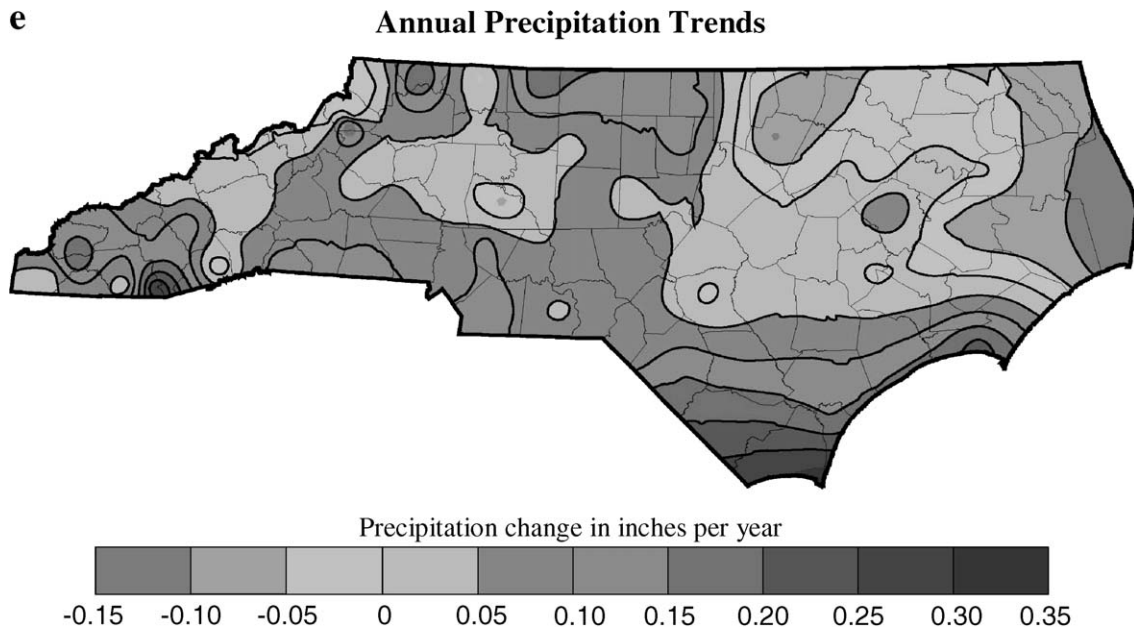 e
Annual Precipitation Trends
Precipitation change in inches per year
-0.15 -0.10 -0.05 0 0.05 0.10 0.15 0.20 0.25 0.30 0.35